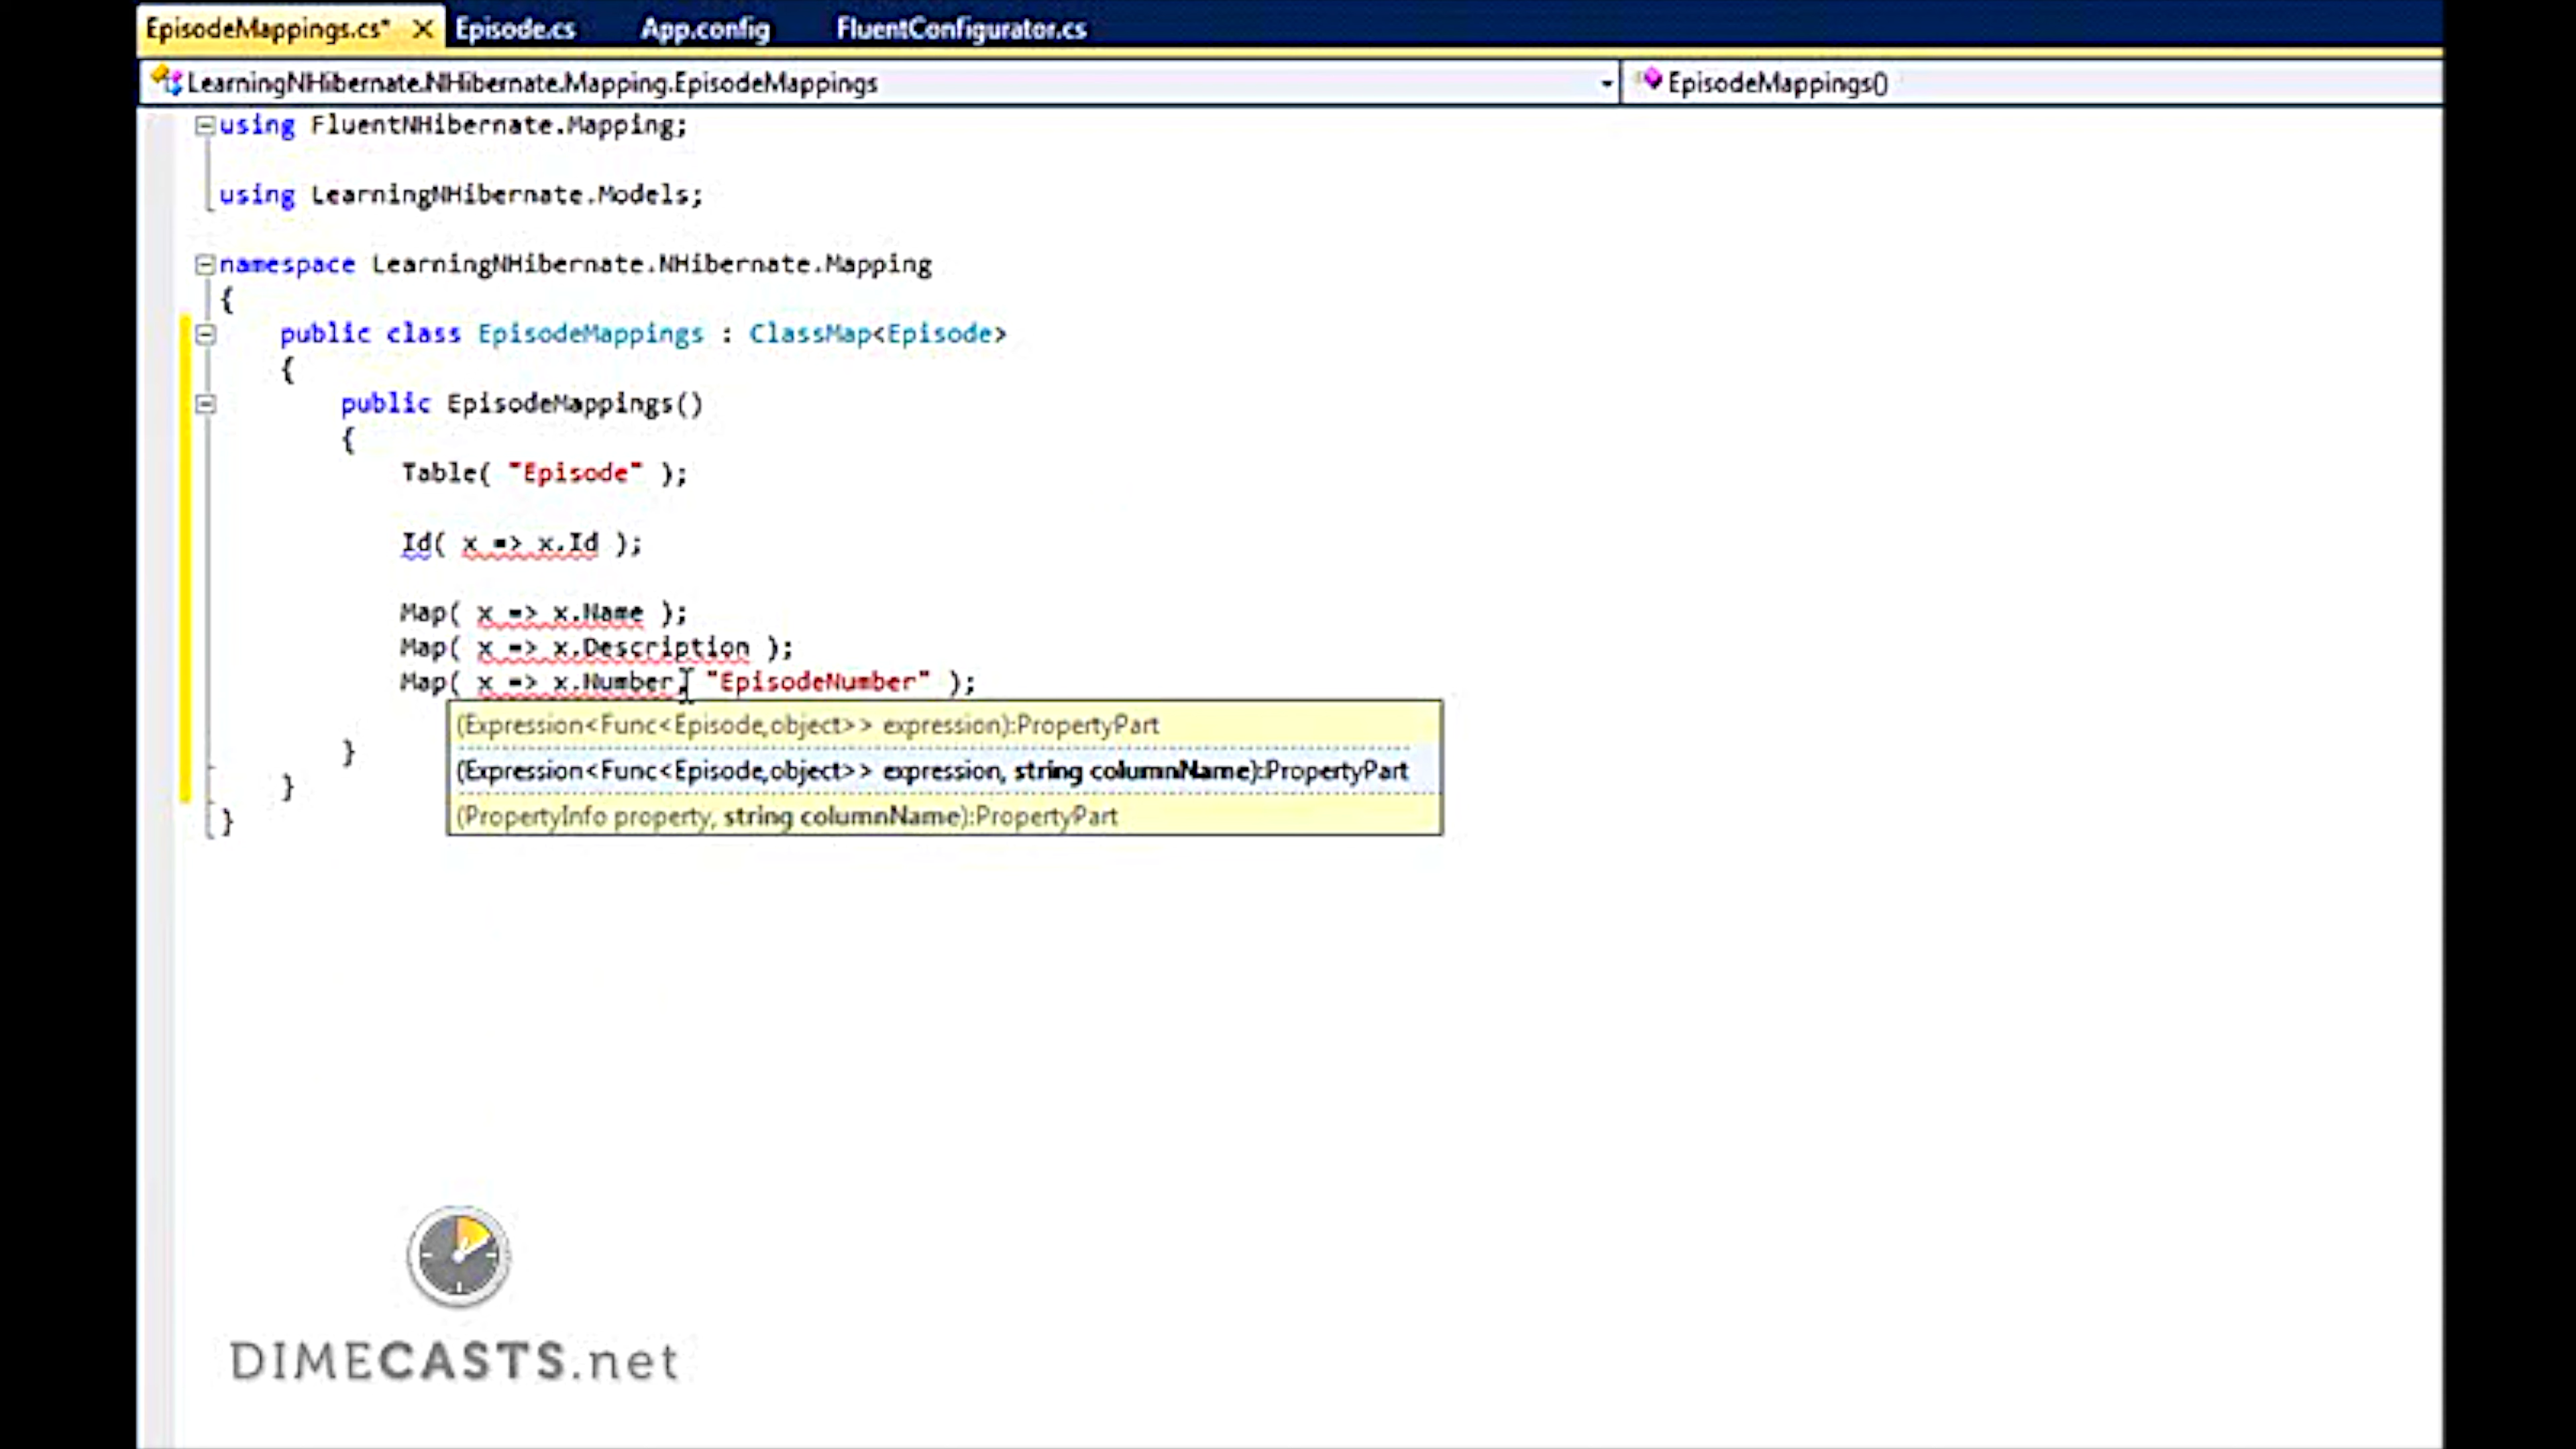 EpisodeMappings.cs* X Episode.cs App.config FluentConfigurator.cs
LearningNHibernate.NHibernate.Mapping.EpisodeMappings EpisodeMappings()
using FluentNHibernate.Mapping;
using LearningNHibernate.Models;
namespace LearningNHibernate.NHibernate.Mapping
{
public class EpisodeMappings : ClassMap<Episode>
{
public EpisodeMappings()
{
Table( "Episode" );
Id( x => x.Id );
Map( x => x.Name );
Map( x => x.Description );
Map( x => x.Number, "EpisodeNumber" );
(Expression<Func<Episode,object>> expression):PropertyPart
(Expression<Func<Episode,object>> expression, string columnName):PropertyPart
(PropertyInfo property, string columnName):PropertyPart
}
}
}
DIMECASTS.net